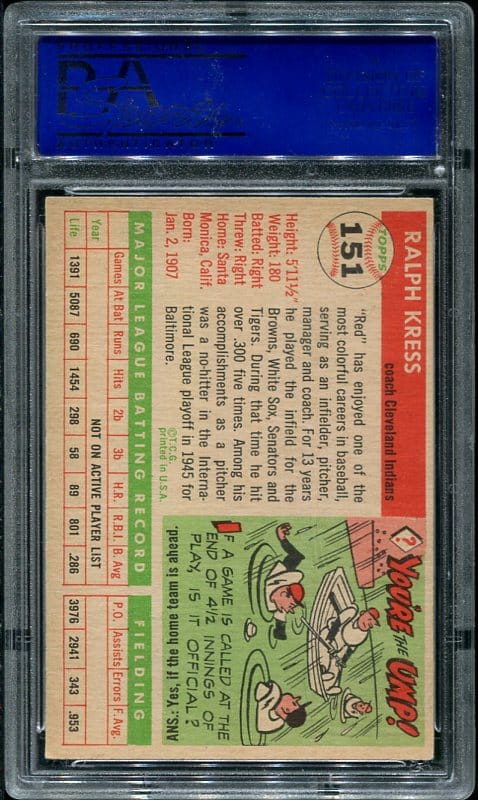 PSA
AUTHENTICATED
RALPH KRESS
coach Cleveland Indians
TOPPS
151
"Red" has enjoyed one of the
most colorful careers in baseball,
serving as an infielder, pitcher,
manager and coach. For 13 years
he played the infield for the
Browns, White Sox, Senators and
Tigers. During that time he hit
over .300 five times. Among his
accomplishments as a pitcher
was a no-hitter in the Interna-
tional League playoff in 1945 for
Baltimore.
Height: 5'11½"
Weight: 180
Batted: Right
Threw: Right
Home: Santa
Monica, Calif.
Born:
Jan. 2, 1907
©T.C.G.
printed in U.S.A.
?
YOU'RE THE UMP!
IF A GAME IS CALLED AT THE
END OF 4½ INNINGS OF
PLAY, IS IT OFFICIAL?
ANS.: Yes, if the home team is ahead.
MAJOR LEAGUE BATTING RECORD FIELDING
Year Games At Bat Runs Hits 2b 3b H.R. R.B.I. B. Avg P.O. Assists Errors F. Avg.
NOT ON ACTIVE PLAYER LIST
Life 1391 5087 690 1454 298 58 89 801 .286 3976 2941 343 .953